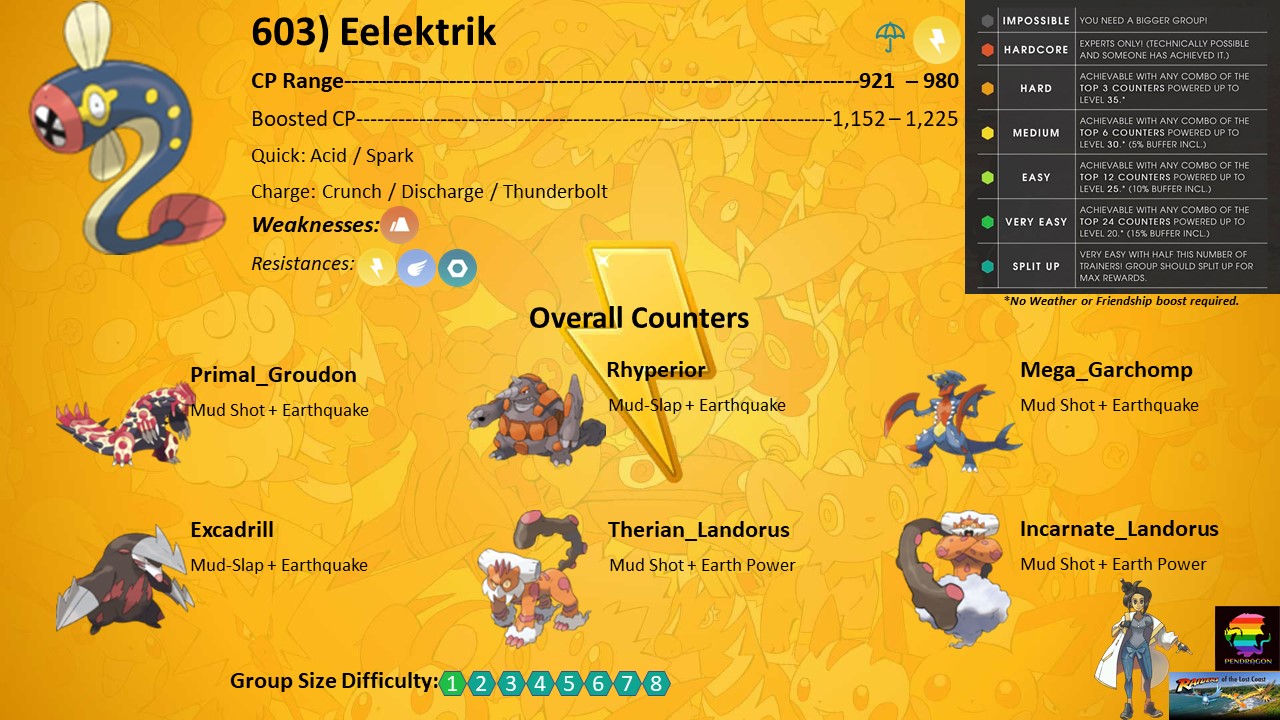 603) Eelektrik
CP Range--------------------------------------------------------------------------921 – 980
Boosted CP--------------------------------------------------------------------1,152 – 1,225
Quick: Acid / Spark
Charge: Crunch / Discharge / Thunderbolt
Weaknesses:
Resistances:
IMPOSSIBLE YOU NEED A BIGGER GROUP!
HARDCORE EXPERTS ONLY! (TECHNICALLY POSSIBLE
AND SOMEONE HAS ACHIEVED IT.)
HARD ACHIEVABLE WITH ANY COMBO OF THE
TOP 3 COUNTERS POWERED UP TO
LEVEL 35.*
MEDIUM ACHIEVABLE WITH ANY COMBO OF THE
TOP 6 COUNTERS POWERED UP TO
LEVEL 30.* (5% BUFFER INCL.)
EASY ACHIEVABLE WITH ANY COMBO OF THE
TOP 12 COUNTERS POWERED UP TO
LEVEL 25.* (10% BUFFER INCL.)
VERY EASY ACHIEVABLE WITH ANY COMBO OF THE
TOP 24 COUNTERS POWERED UP TO
LEVEL 20.* (15% BUFFER INCL.)
SPLIT UP VERY EASY WITH HALF THIS NUMBER OF
TRAINERS! GROUP SHOULD SPLIT UP FOR
MAX REWARDS.
*No Weather or Friendship boost required.
Overall Counters
Primal_Groudon
Mud Shot + Earthquake
Rhyperior
Mud-Slap + Earthquake
Mega_Garchomp
Mud Shot + Earthquake
Excadrill
Mud-Slap + Earthquake
Therian_Landorus
Mud Shot + Earth Power
Incarnate_Landorus
Mud Shot + Earth Power
Group Size Difficulty: 1 2 3 4 5 6 7 8
PENDRAGON
RAIDERS of the Lost Coast